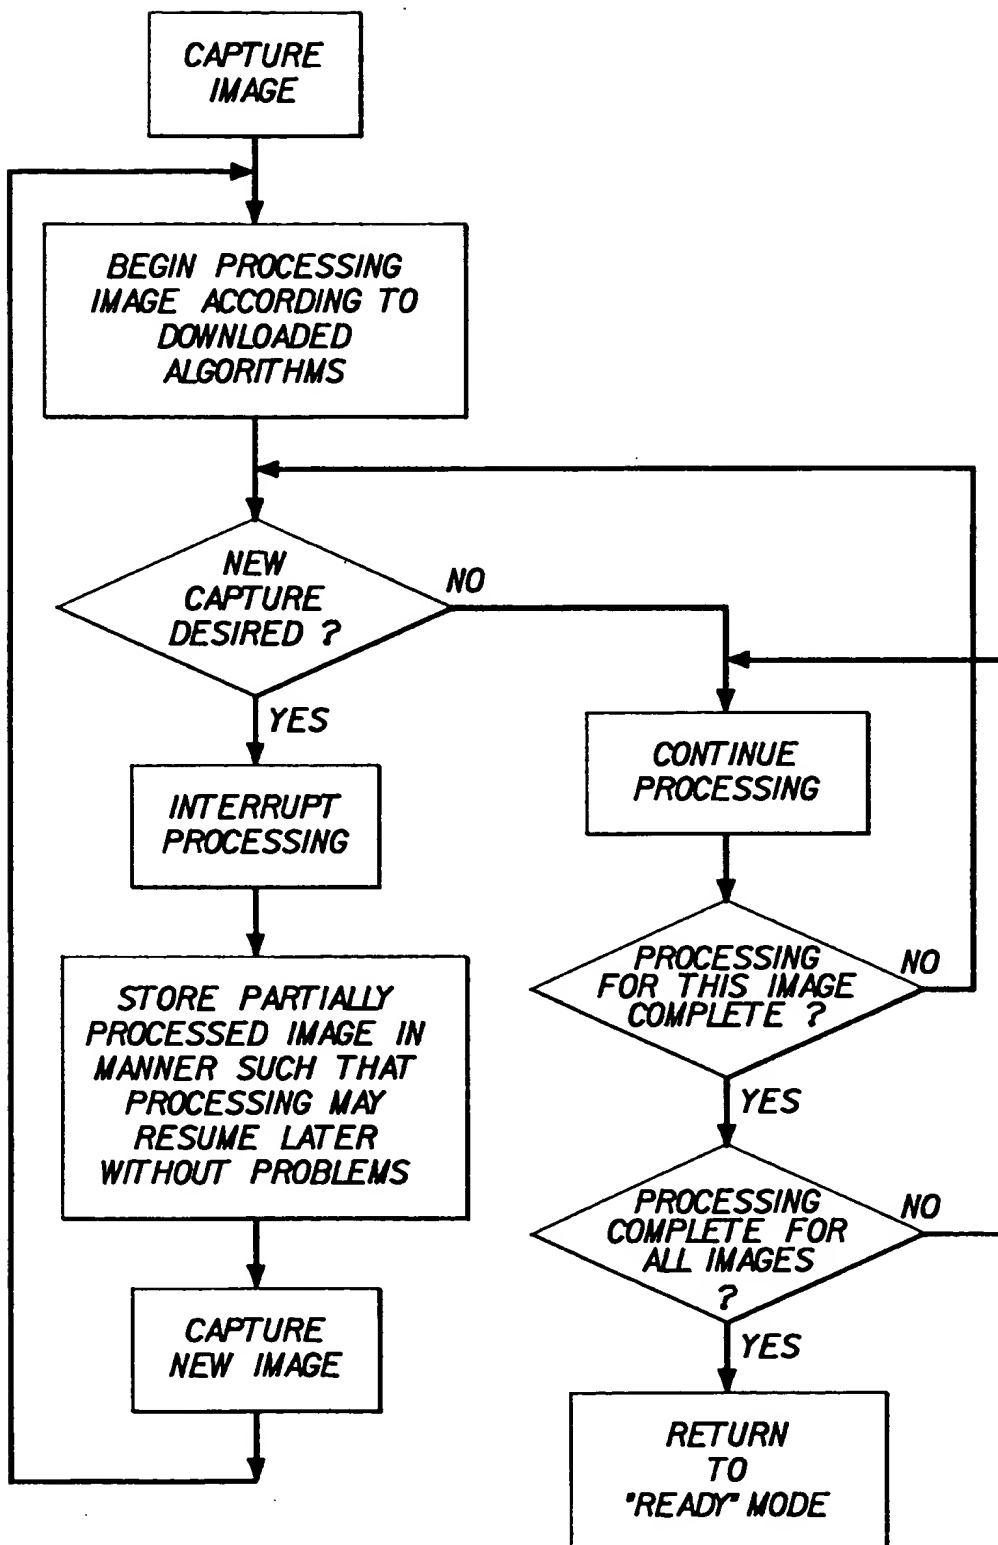 CAPTURE
IMAGE
BEGIN PROCESSING
IMAGE ACCORDING TO
DOWNLOADED
ALGORITHMS
NEW
CAPTURE
DESIRED ?
NO
YES
INTERRUPT
PROCESSING
STORE PARTIALLY
PROCESSED IMAGE IN
MANNER SUCH THAT
PROCESSING MAY
RESUME LATER
WITHOUT PROBLEMS
CAPTURE
NEW IMAGE
CONTINUE
PROCESSING
PROCESSING
FOR THIS IMAGE
COMPLETE ?
NO
YES
PROCESSING
COMPLETE FOR
ALL IMAGES
?
NO
YES
RETURN
TO
"READY" MODE